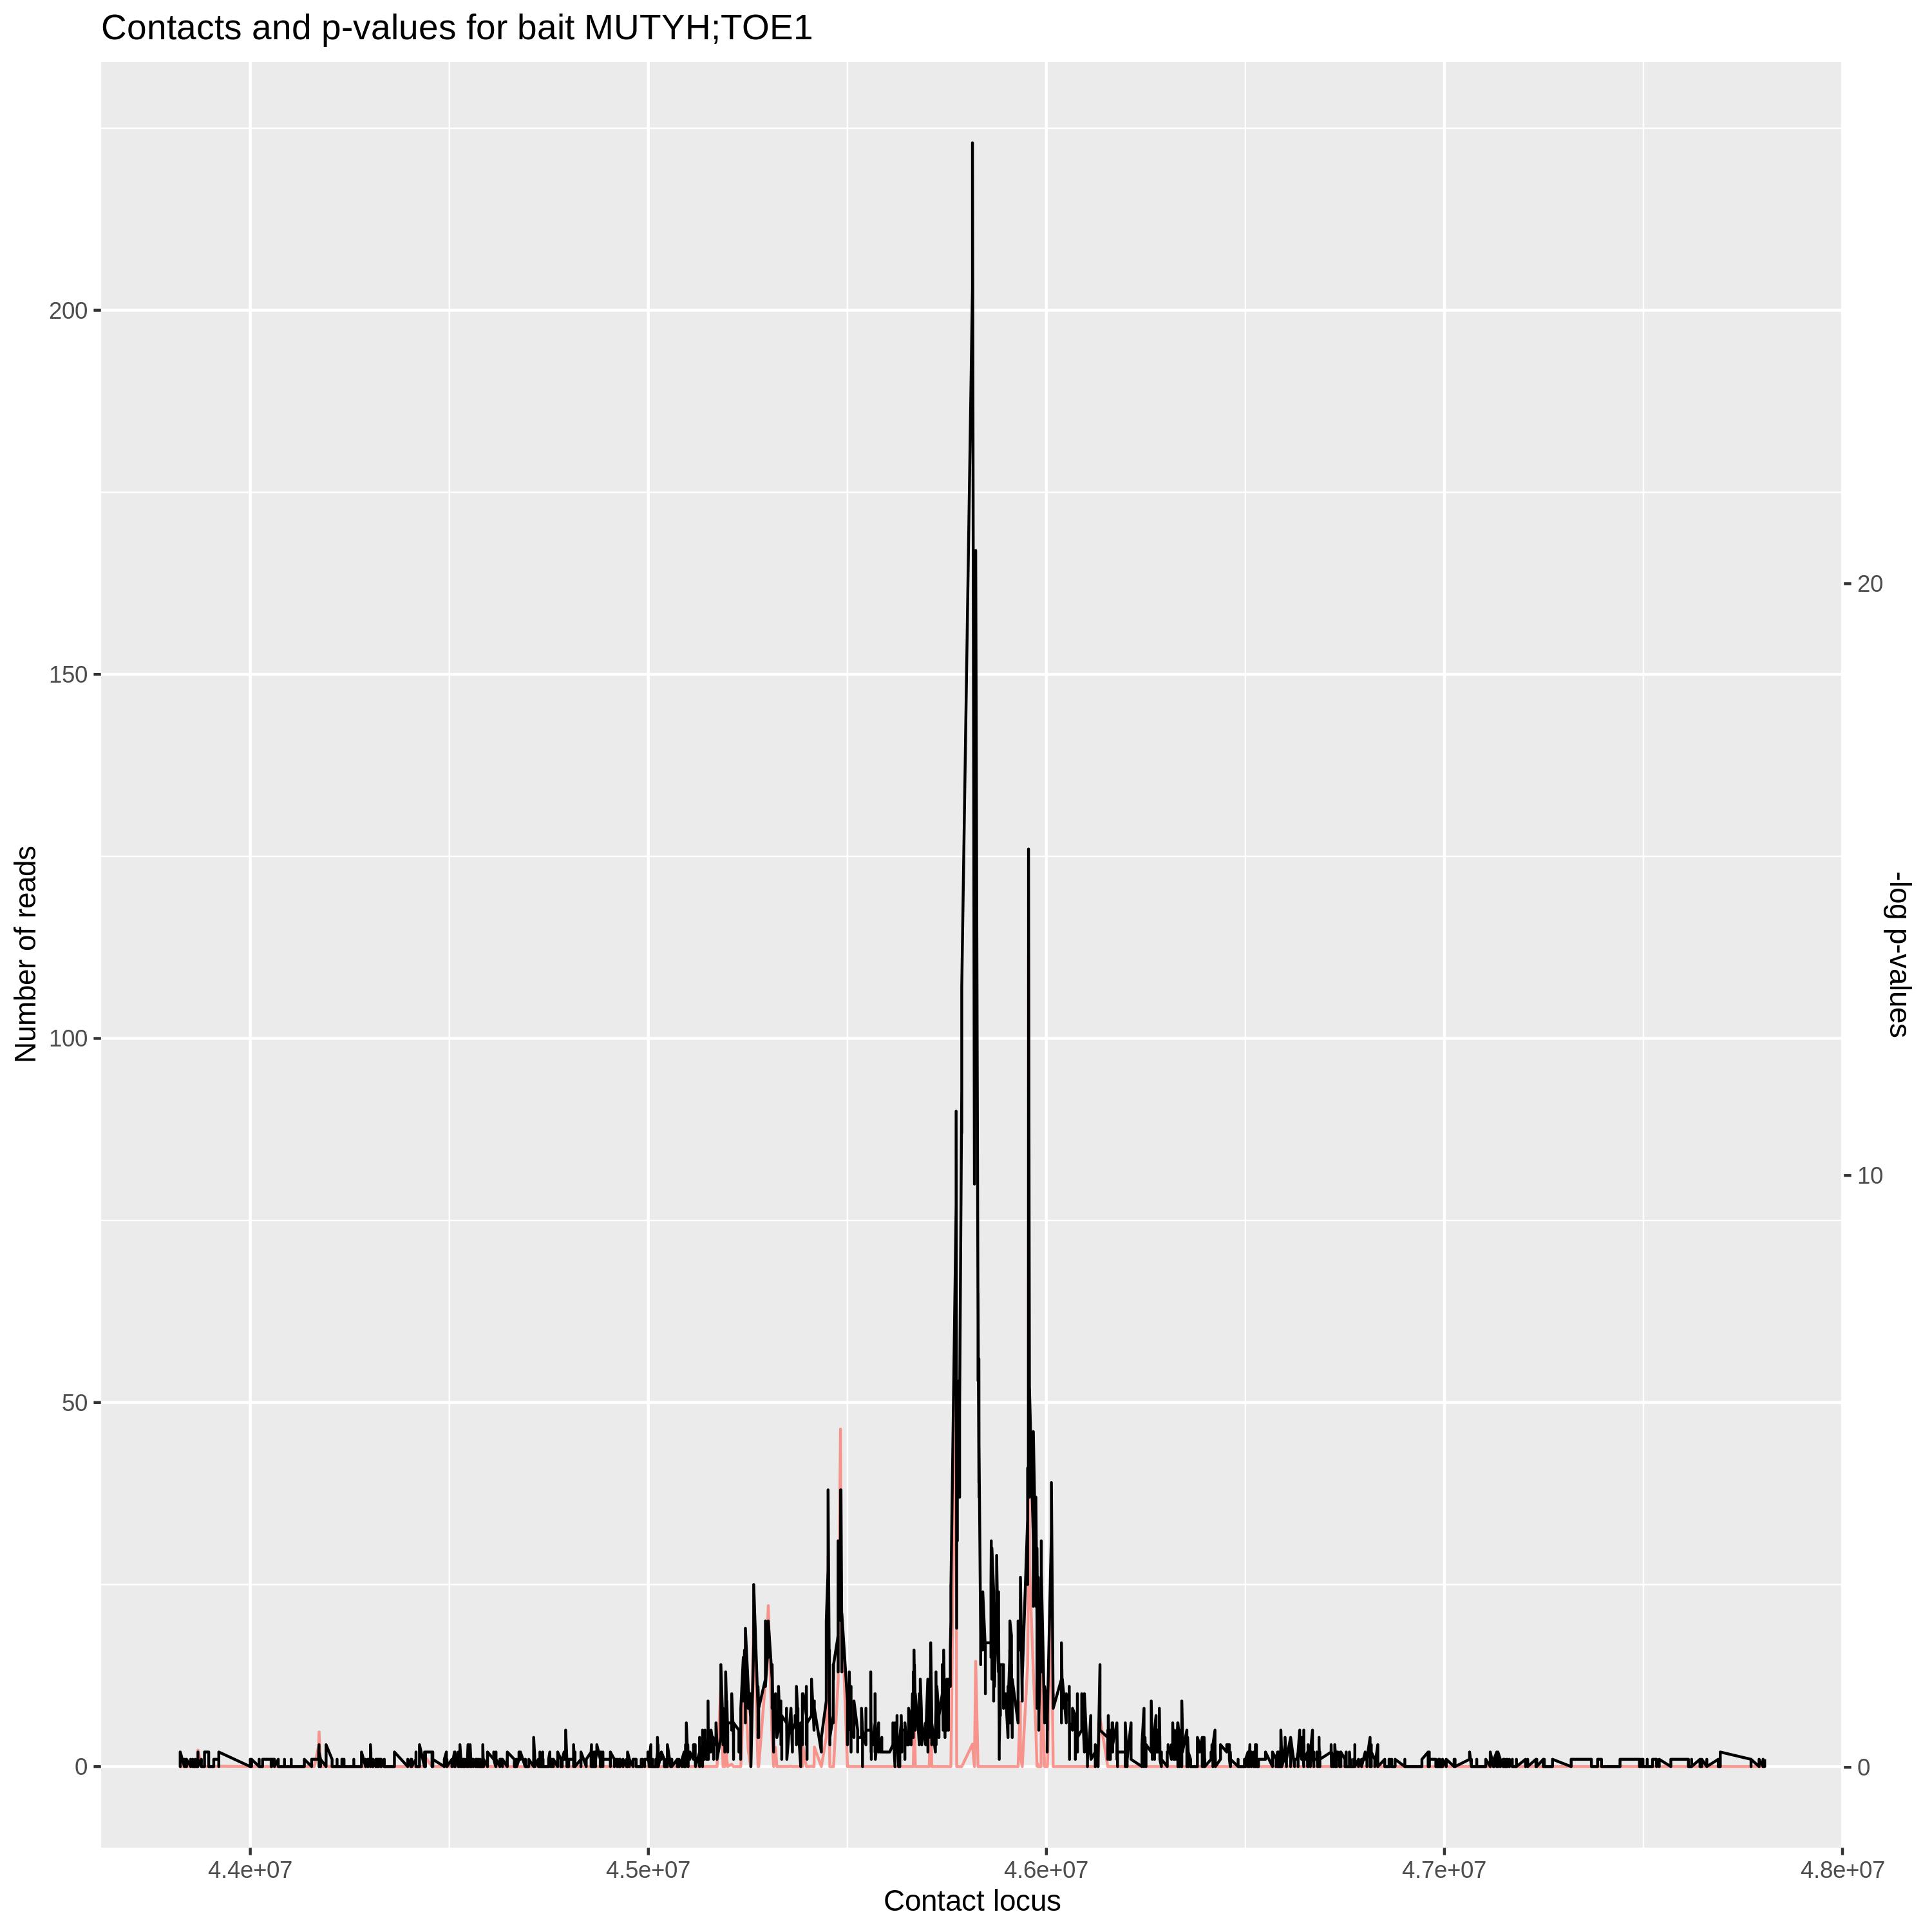 Contacts and p-values for bait MUTYH;TOE1
Number of reads
200
150
100
50
0
20
10
0
-log p-values
4.4e+07
4.5e+07
4.6e+07
4.7e+07
4.8e+07
Contact locus